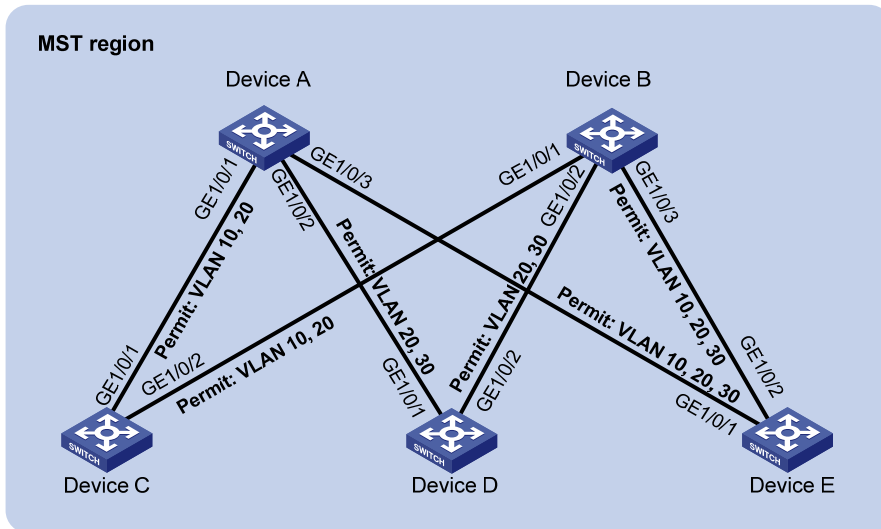 MST region
Device A
Device B
SWITCH
SWITCH
GE1/0/1
GE1/0/2
GE1/0/3
GE1/0/1
GE1/0/2
GE1/0/3
Permit: VLAN 10, 20
Permit: VLAN 20, 30
Permit: VLAN 20, 30
Permit: VLAN 10, 20, 30
Permit: VLAN 10, 20
Permit: VLAN 10, 20, 30
GE1/0/1
GE1/0/2
GE1/0/1
GE1/0/2
GE1/0/1
GE1/0/2
SWITCH
SWITCH
SWITCH
Device C
Device D
Device E